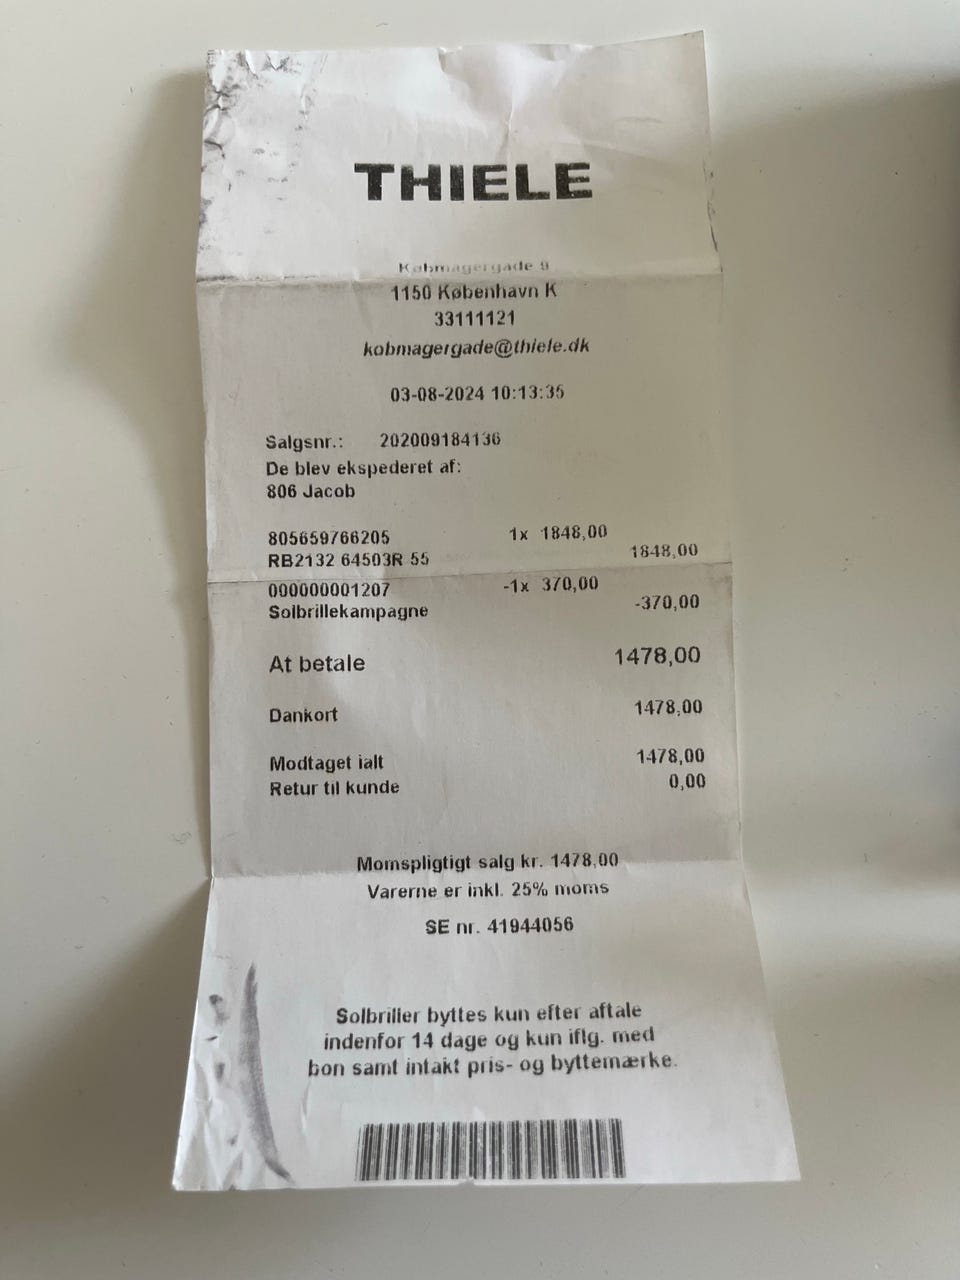 THIELE
Købmagergade 9
1150 København K
33111121
kobmagergade@thiele.dk
03-08-2024 10:13:35
Salgsnr.: 202009184136
De blev ekspederet af:
806 Jacob
805659766205 1x 1848,00
RB2132 64503R 55 1848,00
000000001207 -1x 370,00
Solbrillekampagne -370,00
At betale 1478,00
Dankort 1478,00
Modtaget ialt 1478,00
Retur til kunde 0,00
Momspligtigt salg kr. 1478,00
Varerne er inkl. 25% moms
SE nr. 41944056
Solbriller byttes kun efter aftale
indenfor 14 dage og kun iflg. med
bon samt intakt pris- og byttemærke.